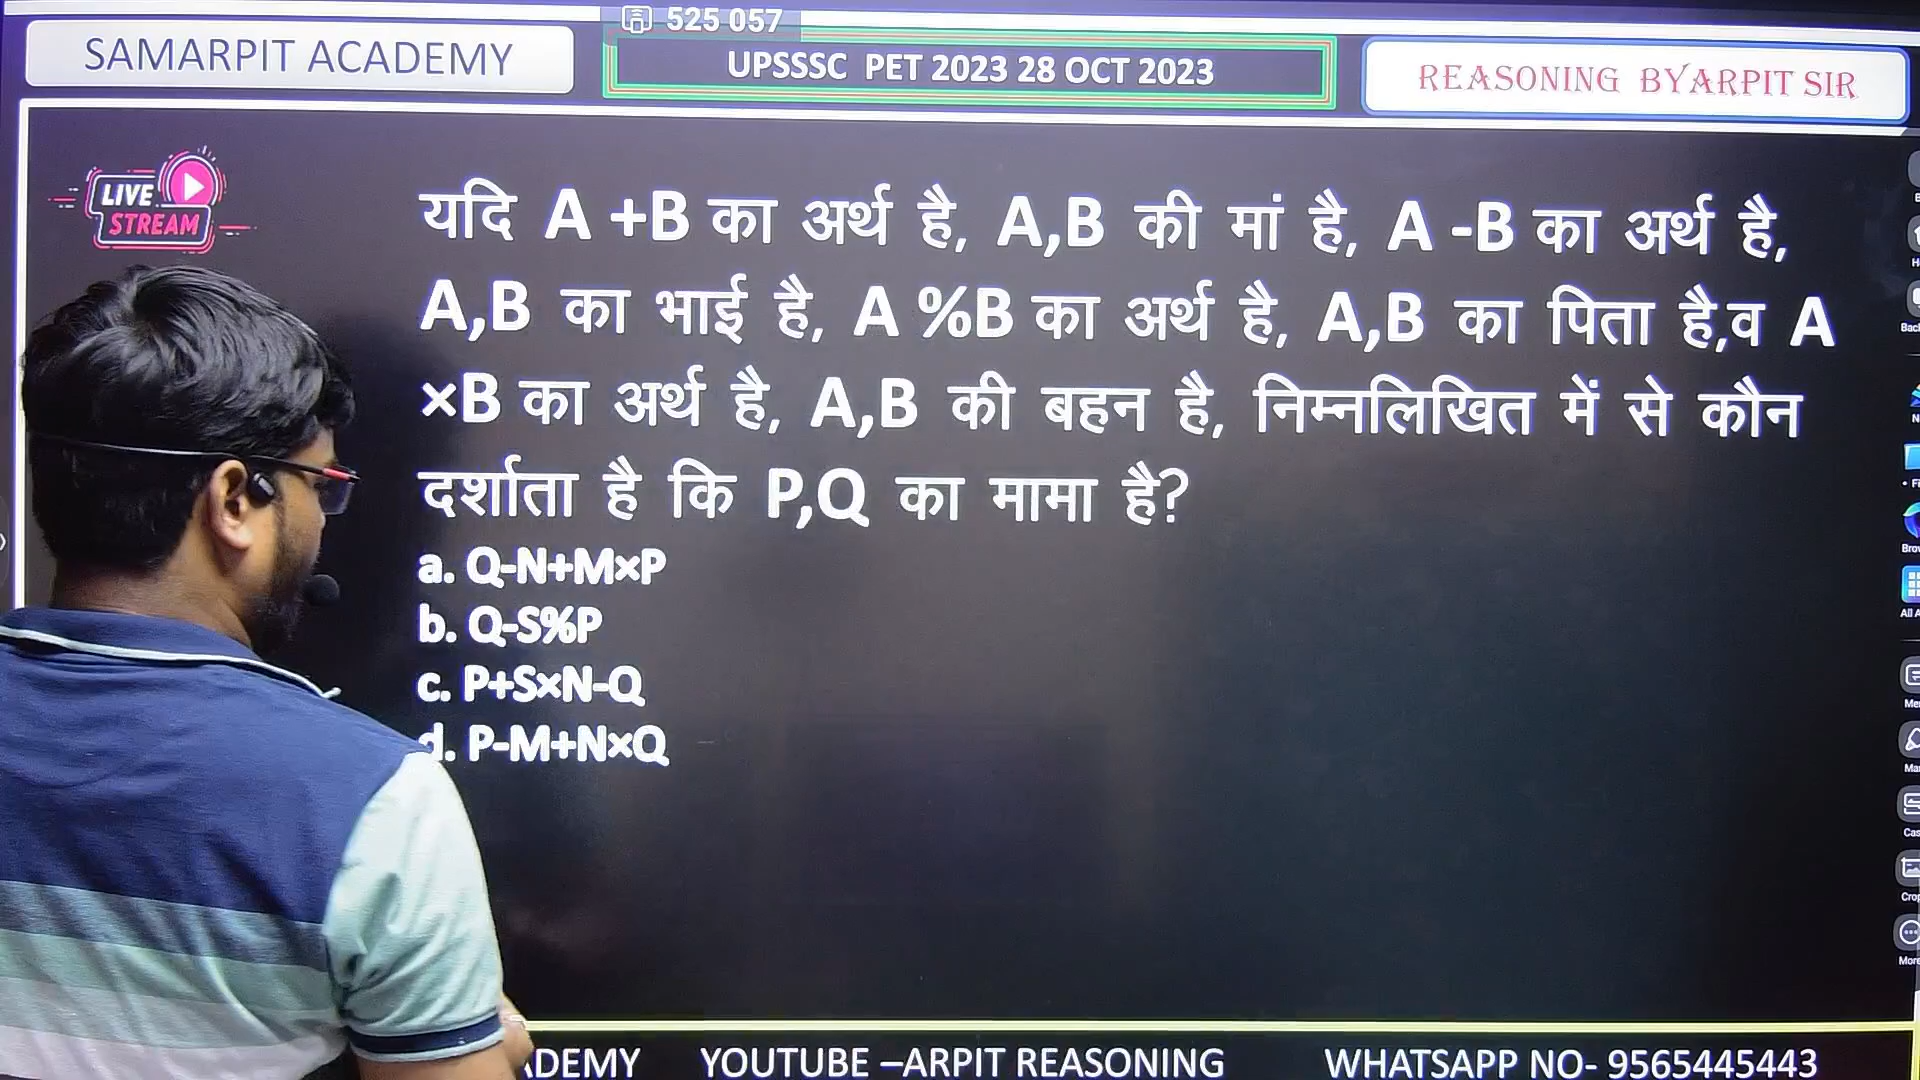 525 057
SAMARPIT ACADEMY
UPSSSC PET 2023 28 OCT 2023
REASONING BYARPIT SIR
LIVE
STREAM
यदि A +B का अर्थ है, A,B की मां है, A -B का अर्थ है,
A,B का भाई है, A %B का अर्थ है, A,B का पिता है,व A
×B का अर्थ है, A,B की बहन है, निम्नलिखित में से कौन
दर्शाता है कि P,Q का मामा है?
a. Q-N+M×P
b. Q-S%P
c. P+S×N-Q
d. P-M+N×Q
ADEMY YOUTUBE –ARPIT REASONING WHATSAPP NO- 9565445443